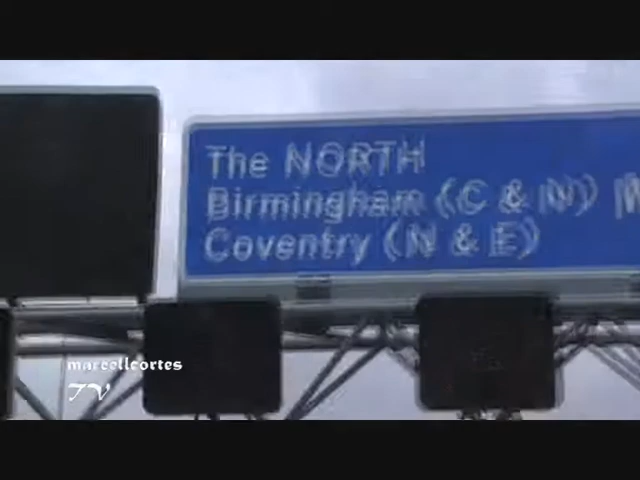 The NORTH
Birmingham (C & N)
Coventry (N & E)
marcellcortes
TV